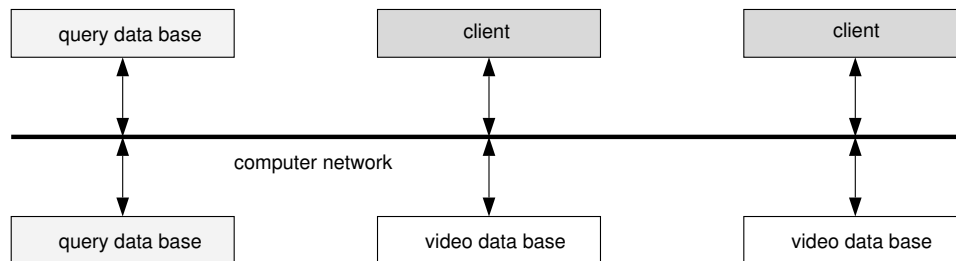 query data base
client
client
computer network
query data base
video data base
video data base